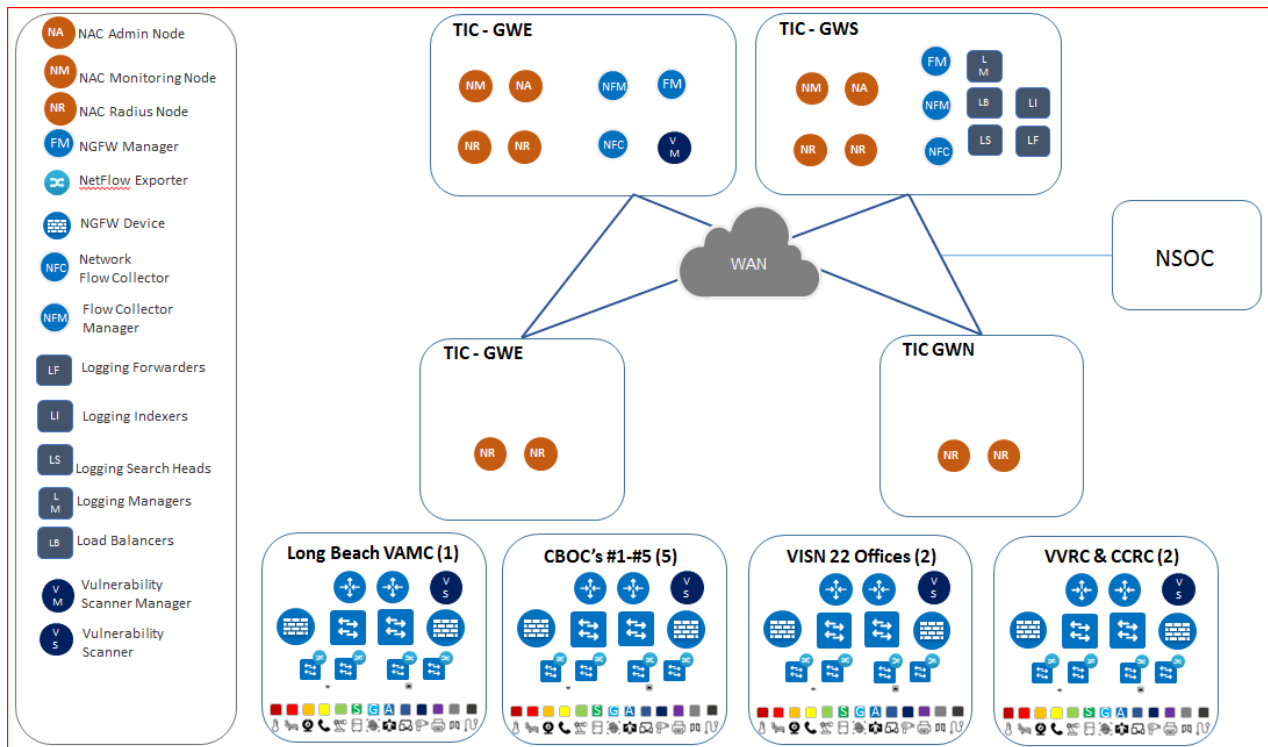 NA
NAC Admin Node
NM
NAC Monitoring Node
NR
NAC Radius Node
FM
NGFW Manager
NetFlow Exporter
NGFW Device
NFC
Network
Flow Collector
NFM
Flow Collector
Manager
LF
Logging Forwarders
LI
Logging Indexers
LS
Logging Search Heads
L
M
Logging Managers
LB
Load Balancers
V
M
Vulnerability
Scanner Manager
V
S
Vulnerability
Scanner
TIC - GWE
NM
NA
NFM
FM
NR
NR
NFC
V
M
TIC - GWS
NM
NA
NR
NR
FM
NFM
NFC
L
M
LB
LI
LS
LF
WAN
NSOC
TIC - GWE
NR
NR
TIC GWN
NR
NR
Long Beach VAMC (1)
V
S
S
G
A
CBOC's #1-#5 (5)
V
S
S
G
A
VISN 22 Offices (2)
V
S
S
G
A
VVRC & CCRC (2)
V
S
S
G
A